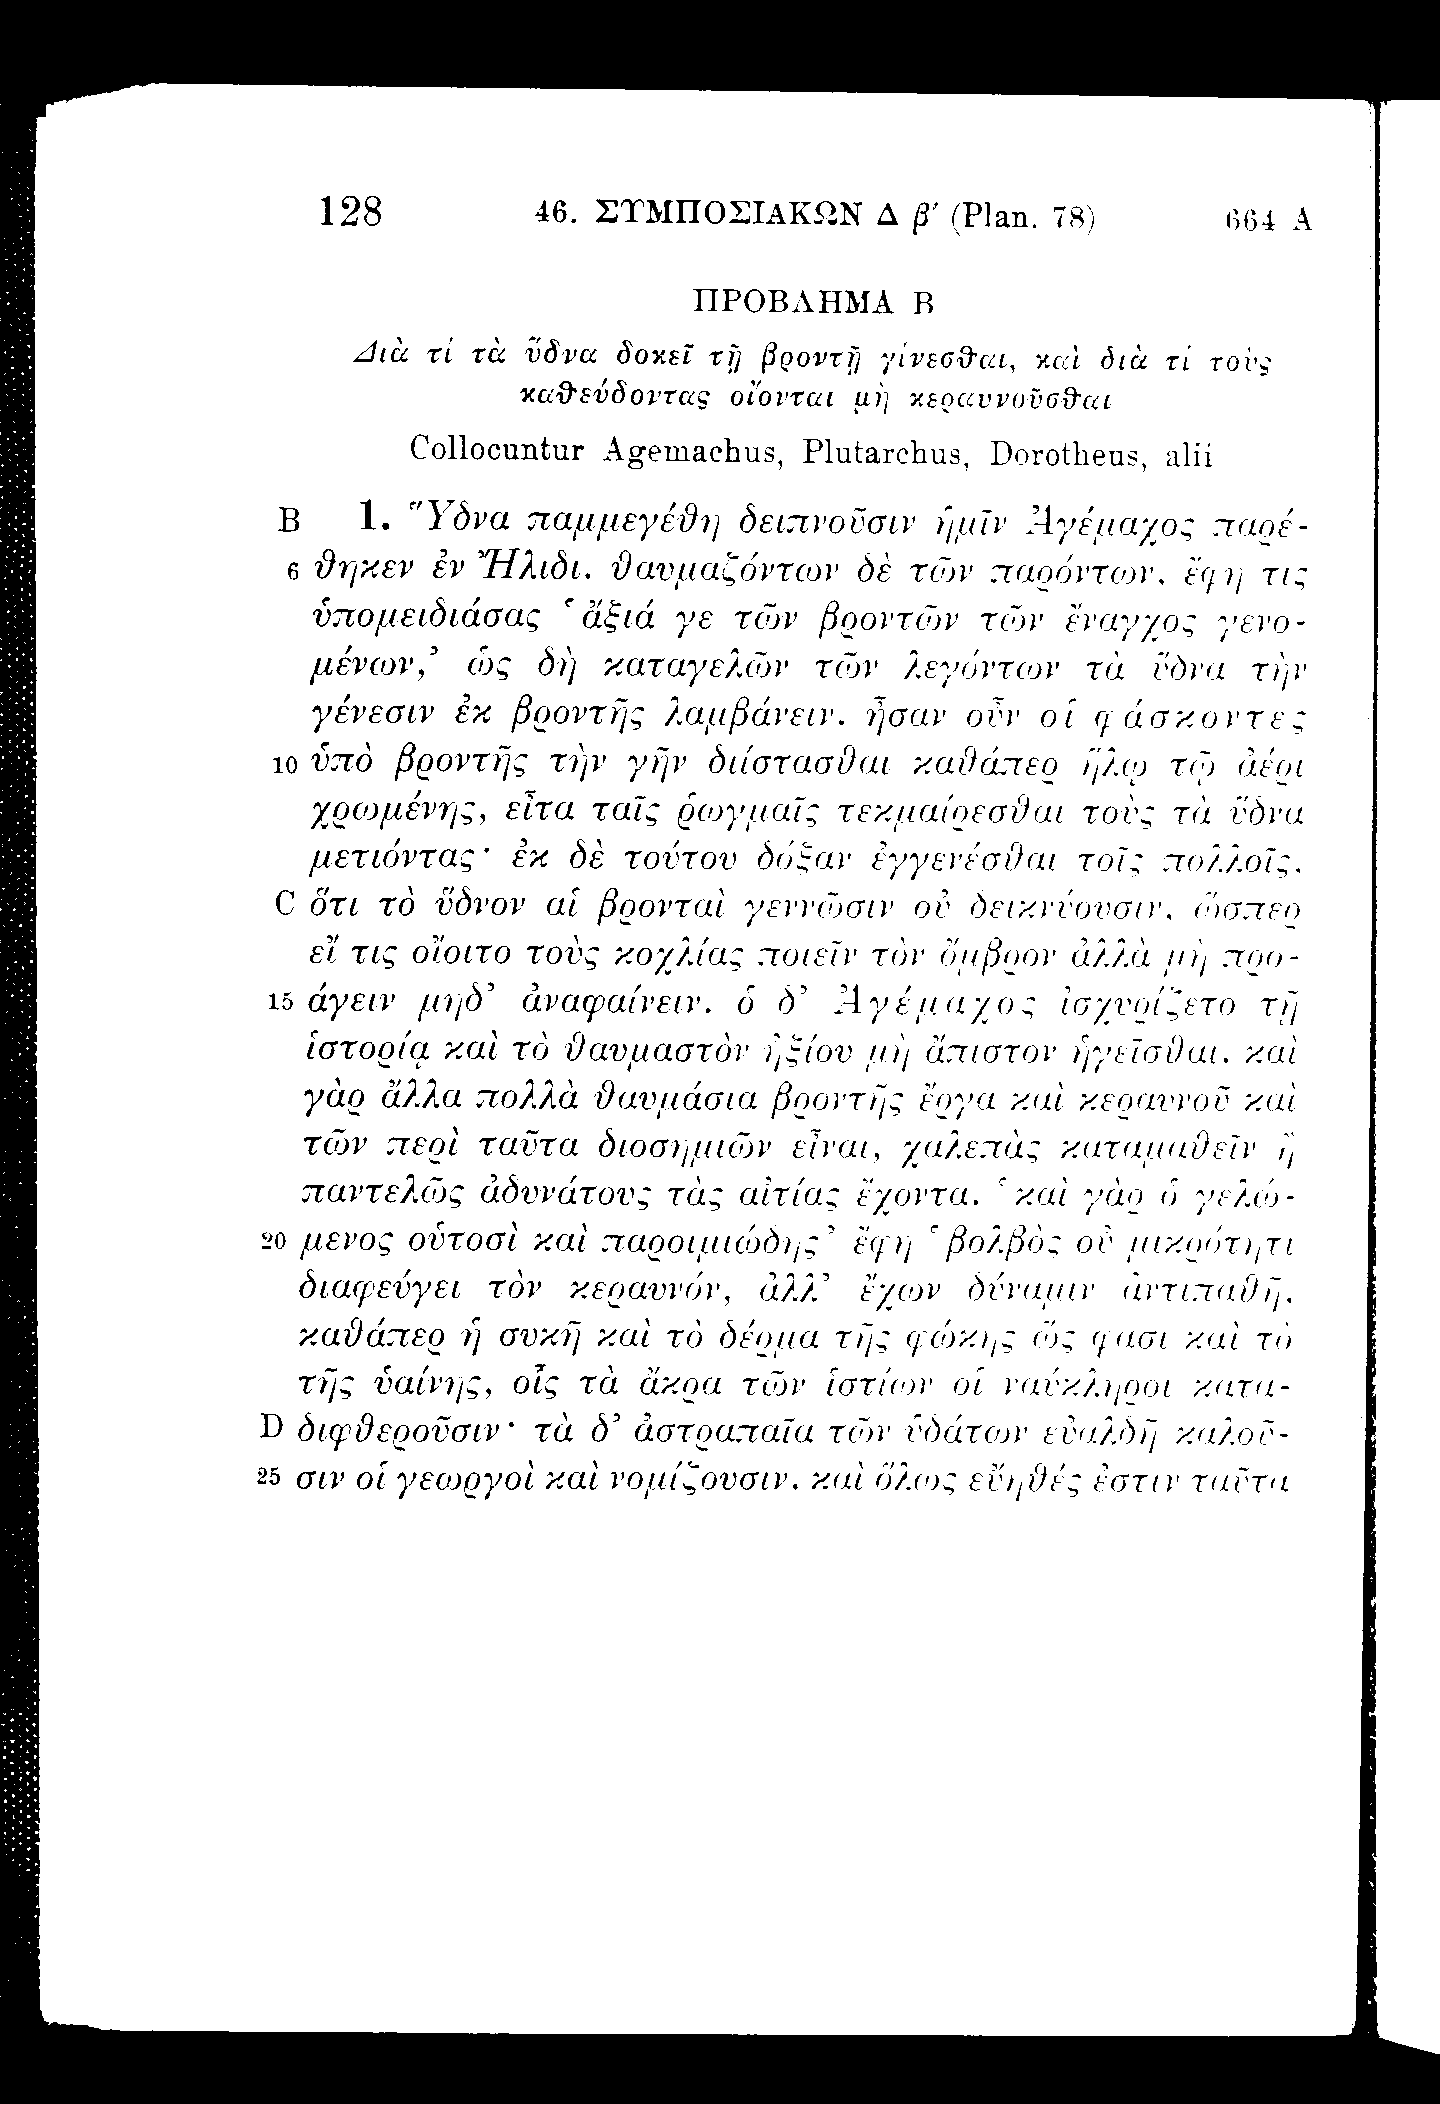 128 46. ΣΥΜΠΟΣΙΑΚΩΝ Δ β′ (Plan. 78) 664 A
ΠΡΟΒΛΗΜΑ Β
Διὰ τί τὰ ὕδνα δοκεῖ τῇ βροντῇ γίνεσθαι, καὶ διὰ τί τοὺς
καθεύδοντας οἴονται μὴ κεραυνοῦσθαι
Collocuntur Agemachus, Plutarchus, Dorotheus, alii
B 1. Ὕδνα παμμεγέθη δειπνοῦσιν ἡμῖν Ἀγέμαχος παρέ-
6 θηκεν ἐν Ἤλιδι. θαυμαζόντων δὲ τῶν παρόντων, ἔφη τις
ὑπομειδιάσας ‘ἄξιά γε τῶν βροντῶν τῶν ἔναγχος γενο-
μένων,’ ὡς δὴ καταγελῶν τῶν λεγόντων τὰ ὕδνα τὴν
γένεσιν ἐκ βροντῆς λαμβάνειν. ἦσαν οὖν οἱ φάσκοντες
10 ὑπὸ βροντῆς τὴν γῆν διίστασθαι καθάπερ ἥλῳ τῷ ἀέρι
χρωμένης, εἶτα ταῖς ῥωγμαῖς τεκμαίρεσθαι τοὺς τὰ ὕδνα
μετιόντας· ἐκ δὲ τούτου δόξαν ἐγγενέσθαι τοῖς πολλοῖς,
C ὅτι τὸ ὕδνον αἱ βρονταὶ γεννῶσιν οὐ δεικνύουσιν, ὥσπερ
εἴ τις οἴοιτο τοὺς κοχλίας ποιεῖν τὸν ὄμβρον ἀλλὰ μὴ προ-
15 άγειν μηδ’ ἀναφαίνειν. ὁ δ’ Ἀγέμαχος ἰσχυρίζετο τῇ
ἱστορίᾳ καὶ τὸ θαυμαστὸν ἠξίου μὴ ἄπιστον ἡγεῖσθαι. καὶ
γὰρ ἄλλα πολλὰ θαυμάσια βροντῆς ἔργα καὶ κεραυνοῦ καὶ
τῶν περὶ ταῦτα διοσημιῶν εἶναι, χαλεπὰς καταμαθεῖν ἢ
παντελῶς ἀδυνάτους τὰς αἰτίας ἔχοντα. ‘καὶ γὰρ ὁ γελώ-
20 μενος οὑτοσὶ καὶ παροιμιώδης’ ἔφη ‘βολβὸς οὐ μικρότητι
διαφεύγει τὸν κεραυνόν, ἀλλ’ ἔχων δύναμιν ἀντιπαθῆ,
καθάπερ ἡ συκῆ καὶ τὸ δέρμα τῆς φώκης ὥς φασι καὶ τὸ
τῆς ὑαίνης, οἷς τὰ ἄκρα τῶν ἱστίων οἱ ναύκληροι κατα-
D διφθεροῦσιν· τὰ δ’ ἀστραπαῖα τῶν ὑδάτων εὐαλδῆ καλοῦ-
25 σιν οἱ γεωργοὶ καὶ νομίζουσιν. καὶ ὅλως εὔηθές ἐστιν ταῦτα